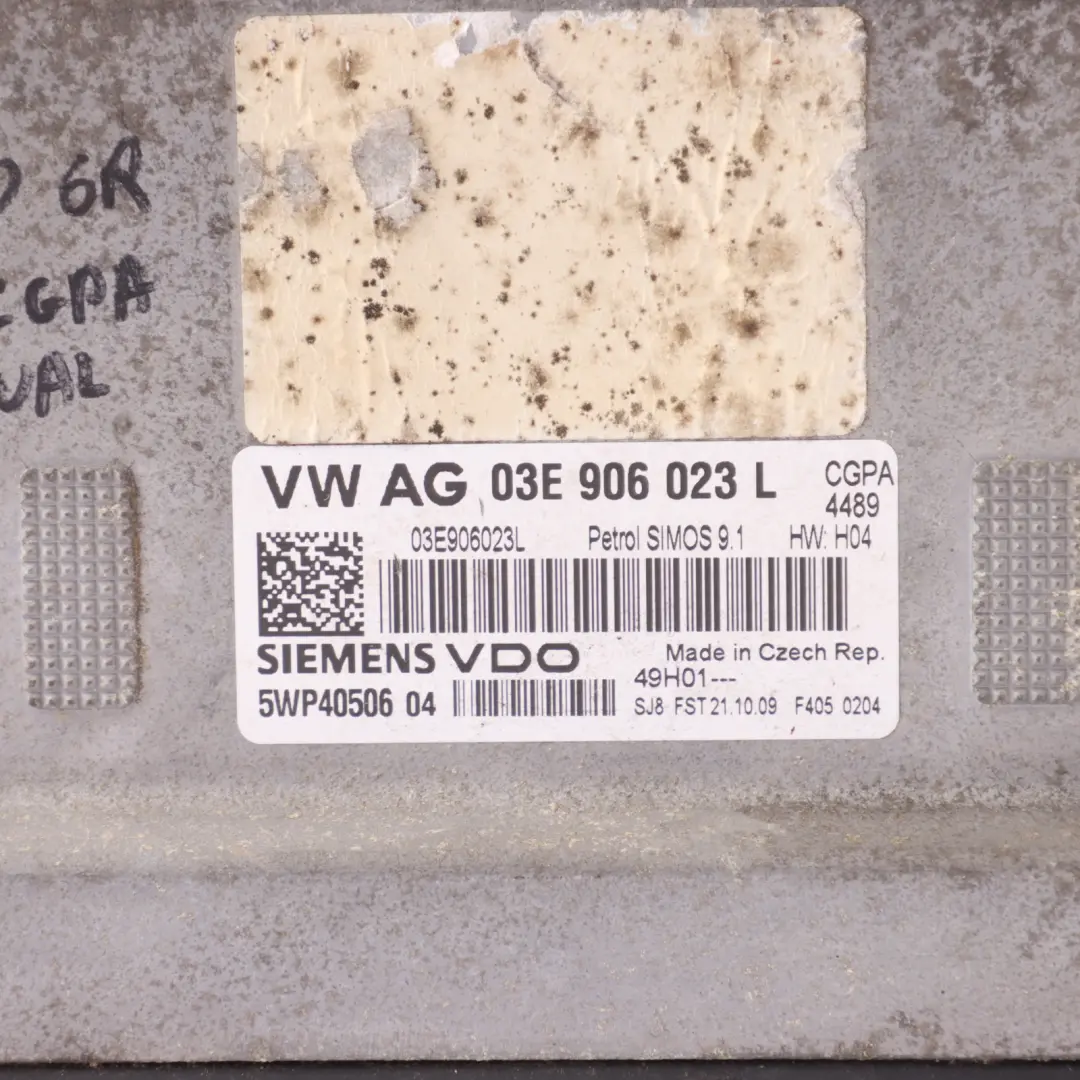 6R
CGPA
VW AG 03E 906 023 L
CGPA
4489
03E906023L Petrol SIMOS 9.1 HW: H04
SIEMENS VDO
Made in Czech Rep.
49H01---
5WP40506 04
SJ8 FST 21.10.09 F405 0204